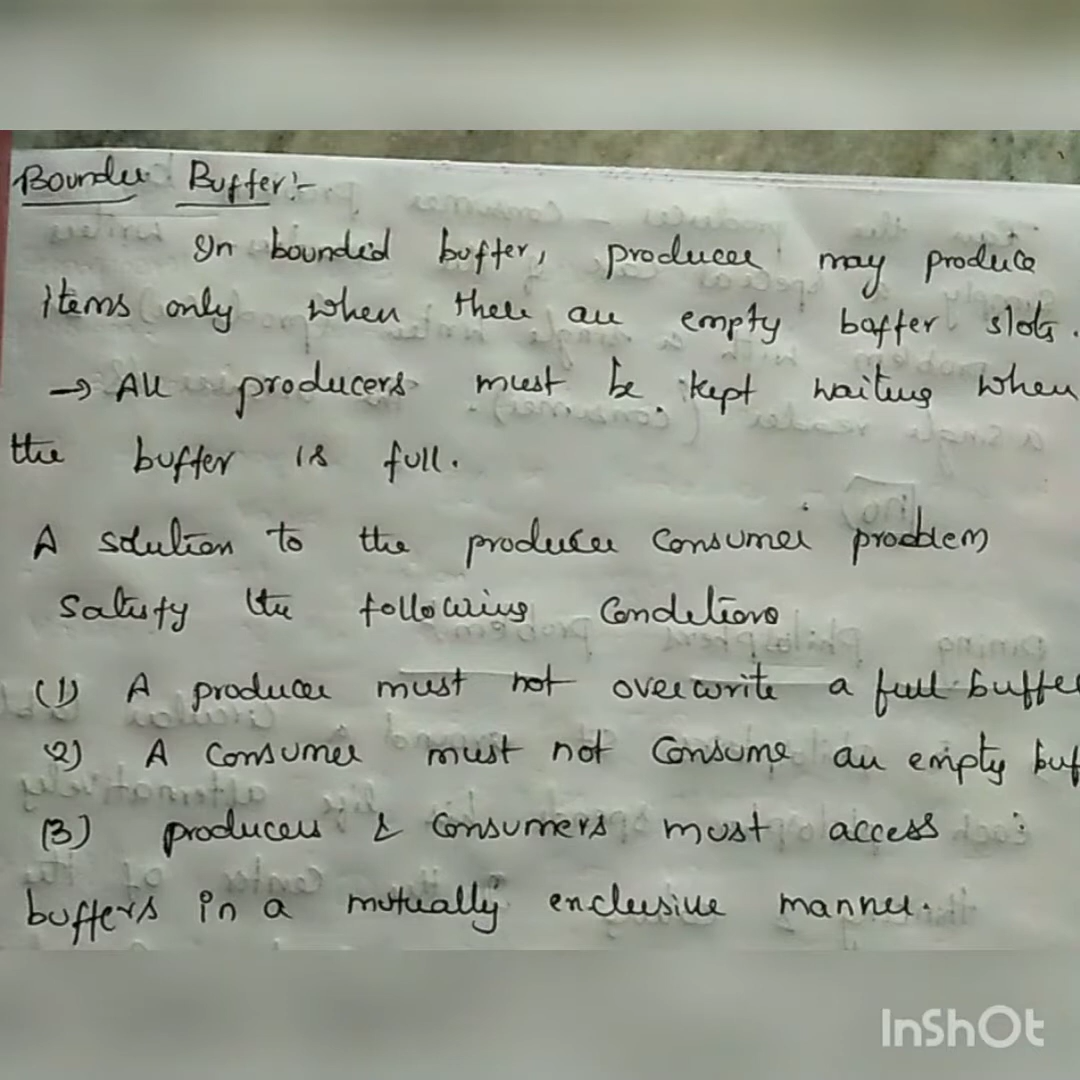 Bounder Buffer:-
In bounded buffer, producer may produce
items only when there are empty baffer slots.
→ All producers must be kept waiting when
the buffer is full.
A solution to the producer consumer problem
satisfy the following conditions
(1) A producer must not overwrite a full buffe
(2) A consumer must not consume an empty buf
(3) producers & consumers must access
buffers in a mutually exclusive manner.
InShOt